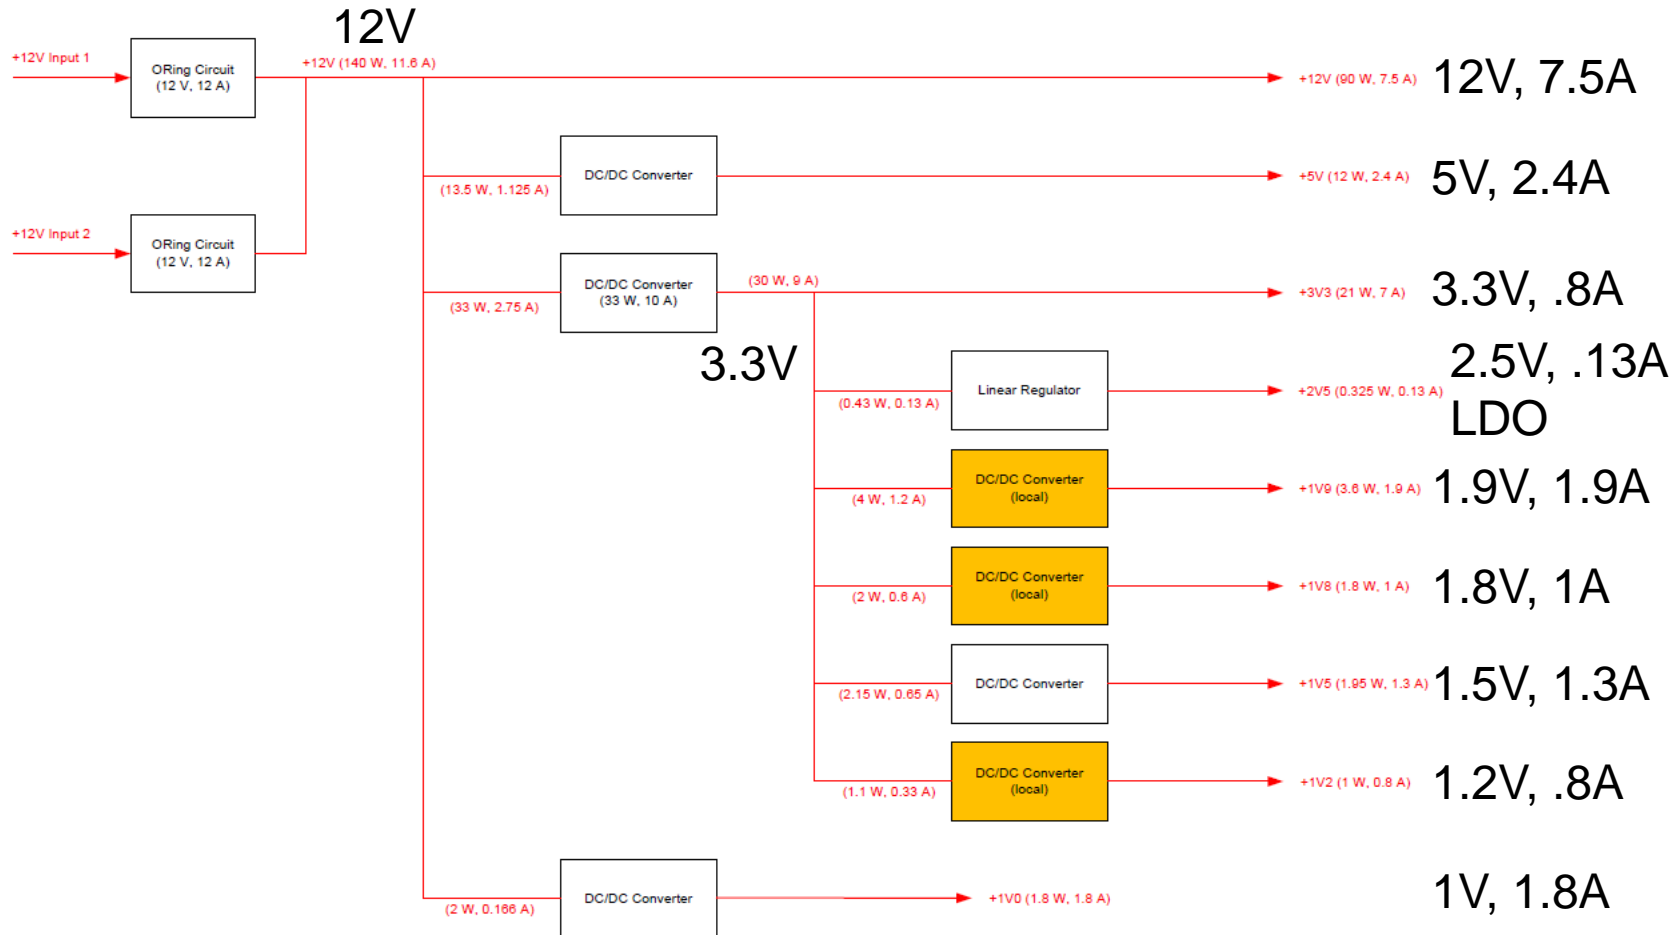 12V
+12V Input 1
ORing Circuit
(12 V, 12 A)
+12V (140 W, 11.6 A)
+12V (90 W, 7.5 A)
12V, 7.5A
DC/DC Converter
(13.5 W, 1.125 A)
+5V (12 W, 2.4 A)
5V, 2.4A
+12V Input 2
ORing Circuit
(12 V, 12 A)
DC/DC Converter
(33 W, 10 A)
(33 W, 2.75 A)
(30 W, 9 A)
+3V3 (21 W, 7 A)
3.3V, .8A
3.3V
Linear Regulator
(0.43 W, 0.13 A)
+2V5 (0.325 W, 0.13 A)
2.5V, .13A
LDO
DC/DC Converter
(local)
(4 W, 1.2 A)
+1V9 (3.6 W, 1.9 A)
1.9V, 1.9A
DC/DC Converter
(local)
(2 W, 0.6 A)
+1V8 (1.8 W, 1 A)
1.8V, 1A
DC/DC Converter
(2.15 W, 0.65 A)
+1V5 (1.95 W, 1.3 A)
1.5V, 1.3A
DC/DC Converter
(local)
(1.1 W, 0.33 A)
+1V2 (1 W, 0.8 A)
1.2V, .8A
DC/DC Converter
(2 W, 0.166 A)
+1V0 (1.8 W, 1.8 A)
1V, 1.8A